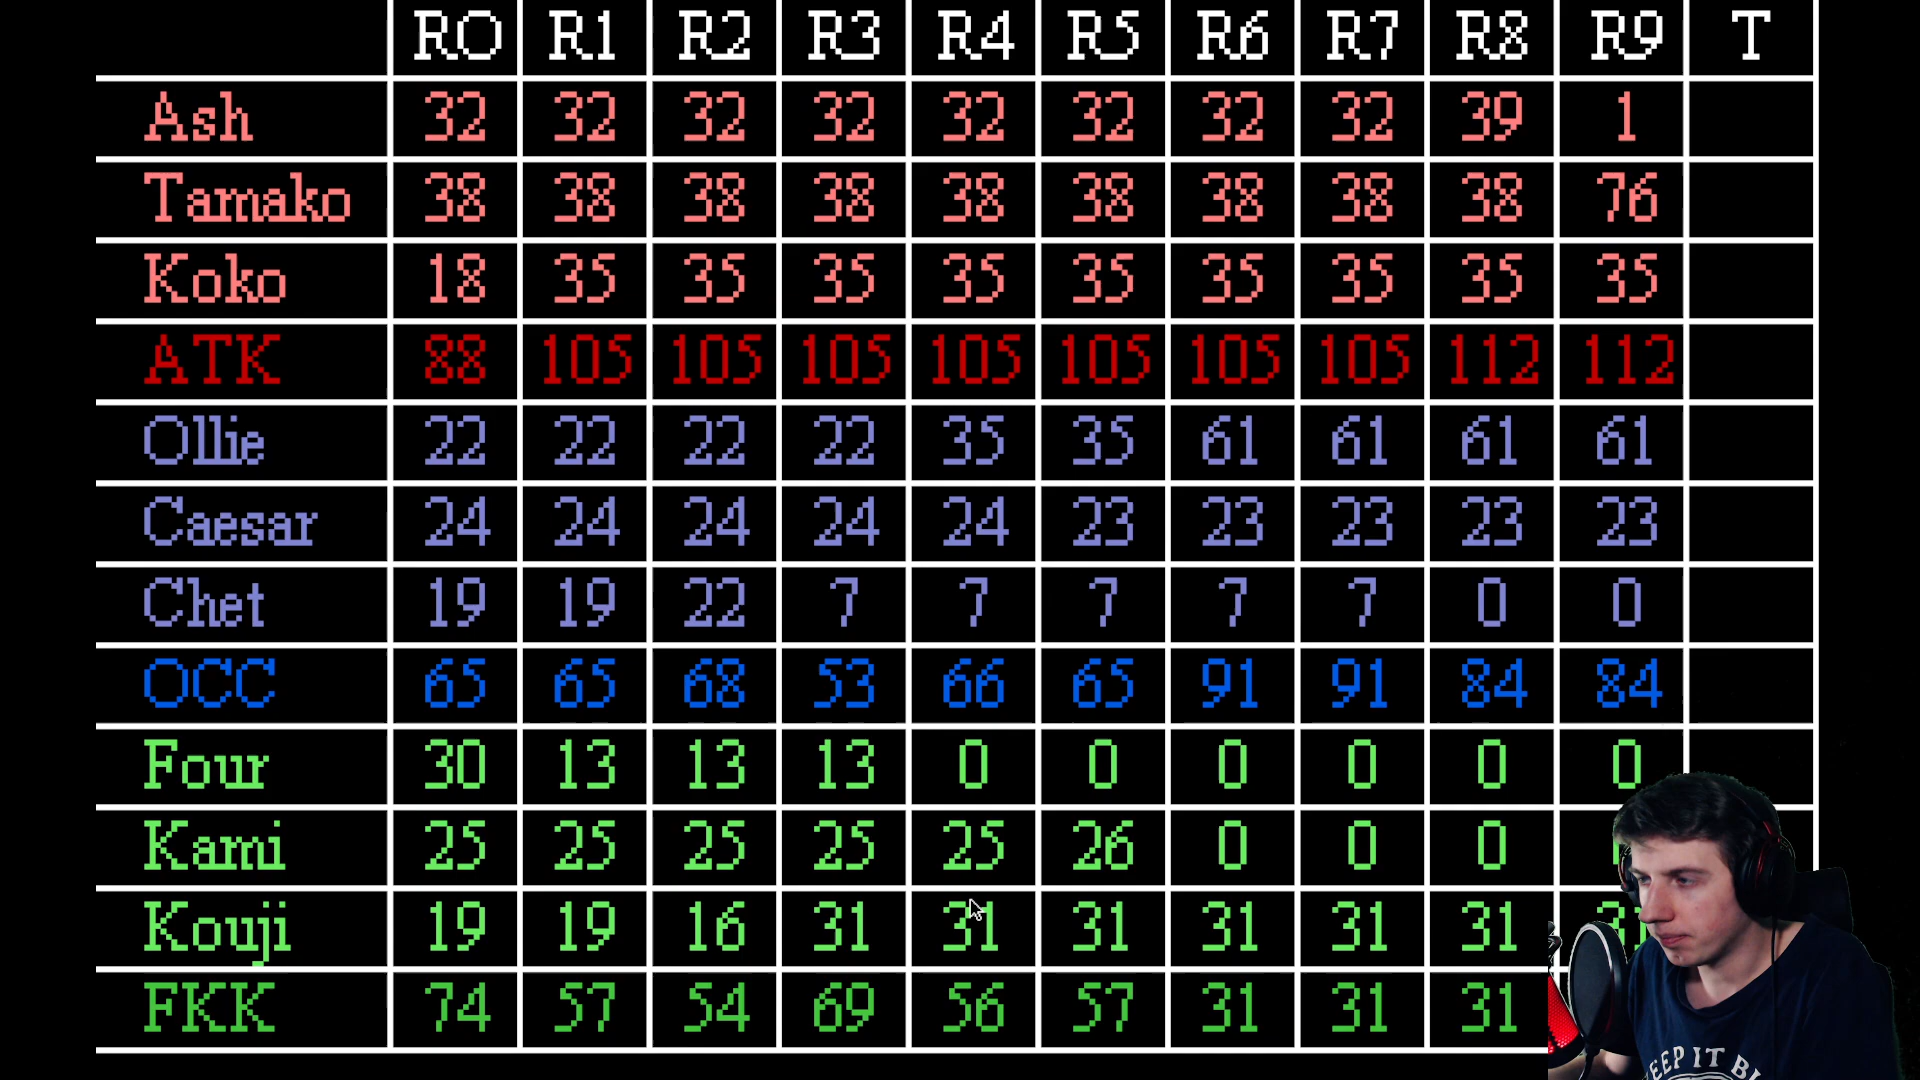 R0 R1 R2 R3 R4 R5 R6 R7 R8 R9 T
Ash 32 32 32 32 32 32 32 32 39 1
Tamako 38 38 38 38 38 38 38 38 38 76
Koko 18 35 35 35 35 35 35 35 35 35
ATK 88 105 105 105 105 105 105 105 112 112
Ollie 22 22 22 22 35 35 61 61 61 61
Caesar 24 24 24 24 24 23 23 23 23 23
Chet 19 19 22 7 7 7 7 7 0 0
OCC 65 65 68 53 66 65 91 91 84 84
Four 30 13 13 13 0 0 0 0 0 0
Kami 25 25 25 25 25 26 0 0 0
Kouji 19 19 16 31 31 31 31 31 31
FKK 74 57 54 69 56 57 31 31 31
IT